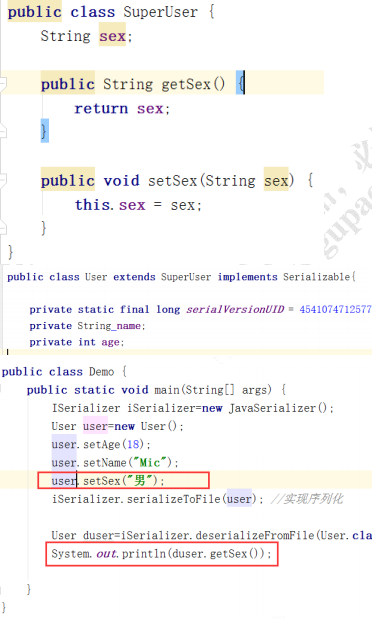 public class SuperUser {
String sex;
public String getSex() {
return sex;
}
public void setSex(String sex) {
this.sex = sex;
}
}
public class User extends SuperUser implements Serializable{
private static final long serialVersionUID = 4541074712577
private String name;
private int age;
public class Demo {
public static void main(String[] args) {
ISerializer iSerializer=new JavaSerializer();
User user=new User();
user.setAge(18);
user.setName("Mic");
user.setSex("男");
iSerializer.serializeToFile(user); //实现序列化
User duser=iSerializer.deserializeFromFile(User.clas
System.out.println(duser.getSex());
}
}